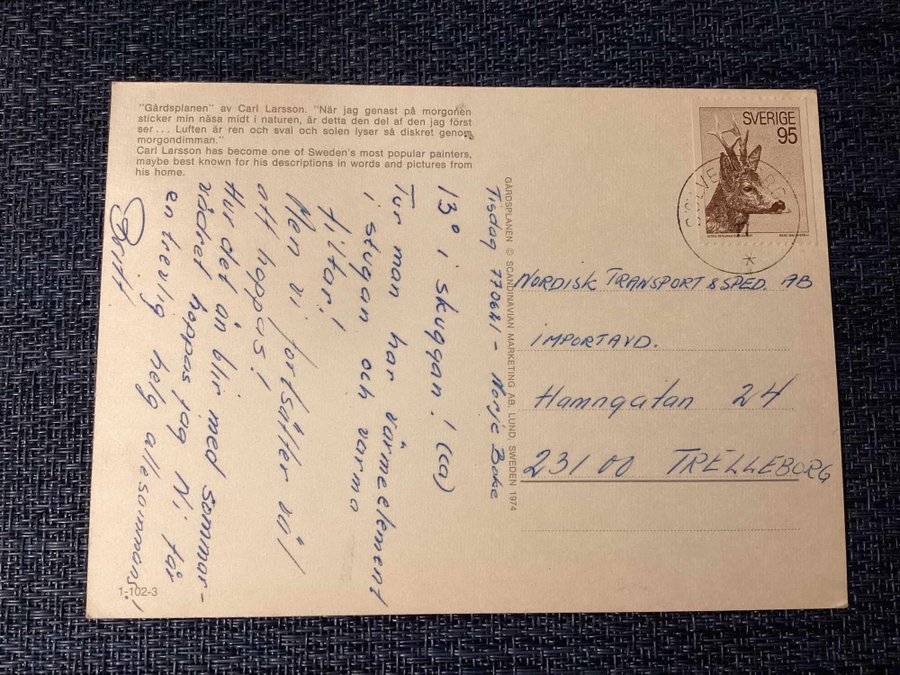 "Gårdsplanen" av Carl Larsson. "När jag genast på morgonen
sticker min näsa midt i naturen, är detta den del af den jag först
ser... Luften är ren och sval och solen lyser så diskret genom
morgondimman."
Carl Larsson has become one of Sweden's most popular painters,
maybe best known for his descriptions in words and pictures from
his home.
Tisdag 770621 - Norje Boke
13° i skuggan! (ca)
Tur man har värmeelement
i stugan och varma
filtar!
Men vi fortsätter väl
att hoppas!
Hur det än blir med sommar-
vädret hoppas jag Ni får
en trevlig helg allesammans!
Britt
1-102-3
GÅRDSPLANEN © SCANDINAVIAN MARKETING AB, LUND, SWEDEN 1974
SVERIGE
95
NORDISK TRANSPORT & SPED. AB
IMPORTAVD.
Hamngatan 24
231 00 TRELLEBORG